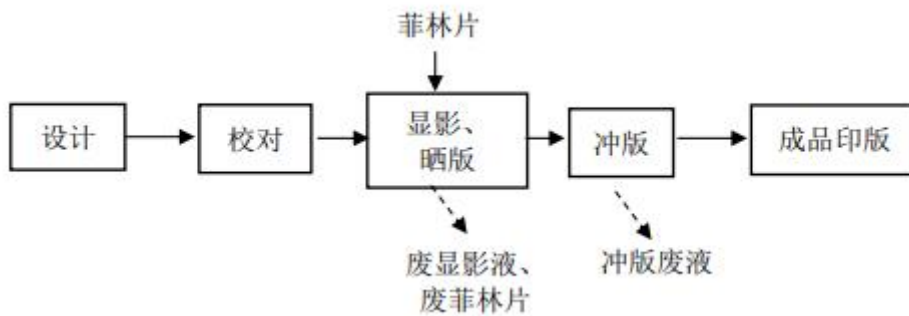 菲林片
设计
校对
显影、
晒版
冲版
成品印版
废显影液、
废菲林片
冲版废液